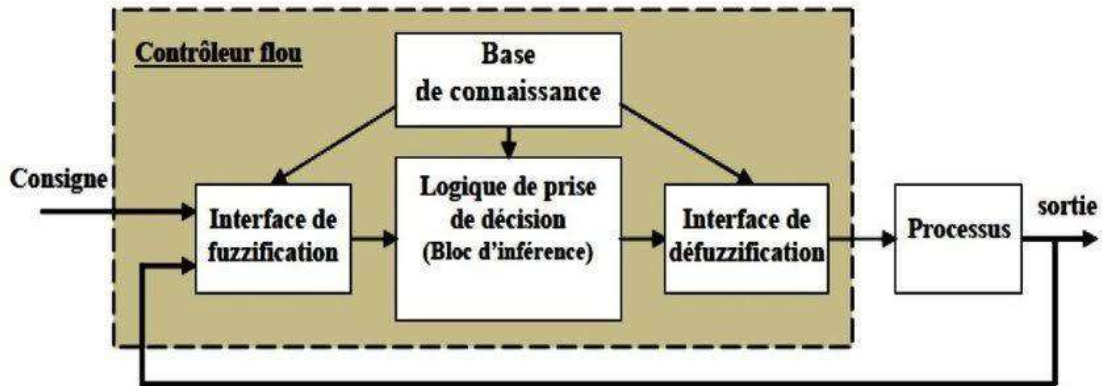 Contrôleur flou
Base
de connaissance
Consigne
Interface de
fuzzification
Logique de prise
de décision
(Bloc d’inférence)
Interface de
défuzzification
Processus
sortie